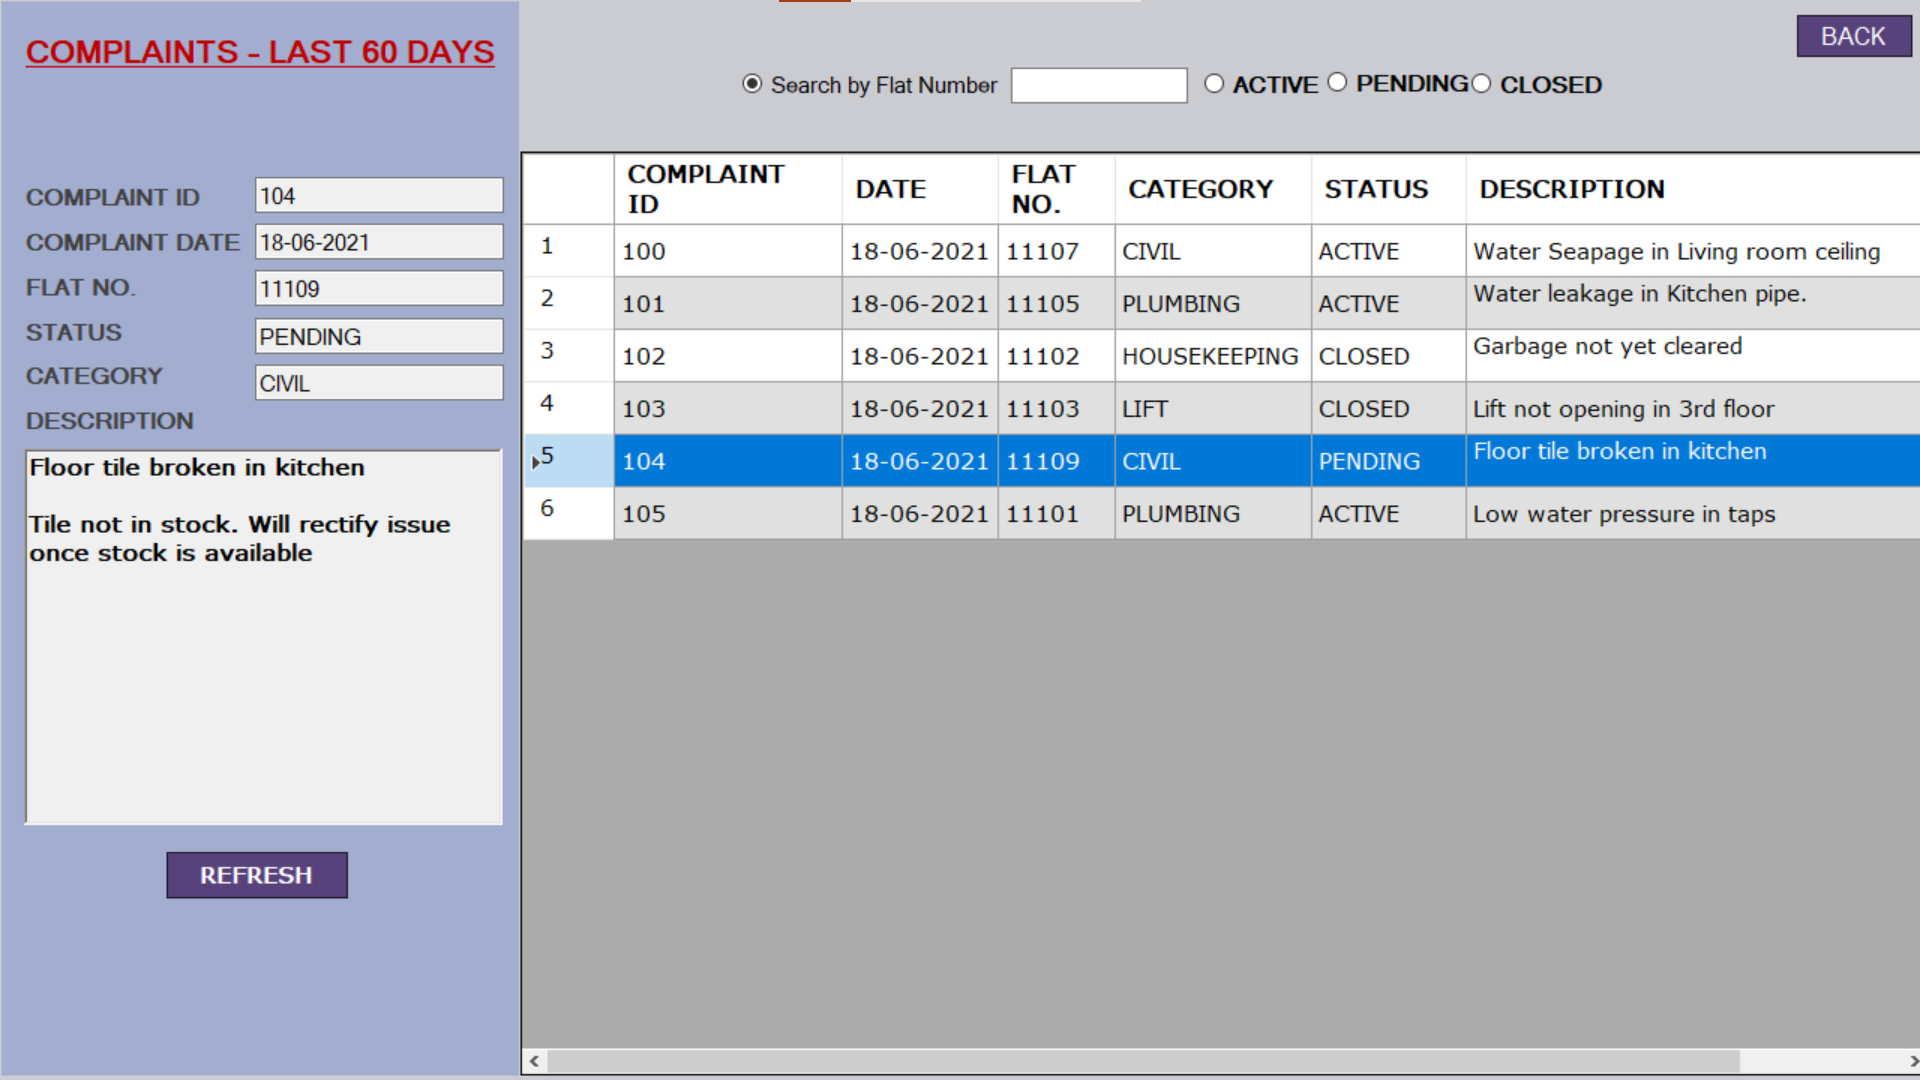 COMPLAINTS - LAST 60 DAYS
BACK
Search by Flat Number
ACTIVE
PENDING
CLOSED
COMPLAINT ID 104
COMPLAINT DATE 18-06-2021
FLAT NO. 11109
STATUS PENDING
CATEGORY CIVIL
DESCRIPTION
Floor tile broken in kitchen
Tile not in stock. Will rectify issue
once stock is available
REFRESH
COMPLAINT ID DATE FLAT NO. CATEGORY STATUS DESCRIPTION
1 100 18-06-2021 11107 CIVIL ACTIVE Water Seapage in Living room ceiling
2 101 18-06-2021 11105 PLUMBING ACTIVE Water leakage in Kitchen pipe.
3 102 18-06-2021 11102 HOUSEKEEPING CLOSED Garbage not yet cleared
4 103 18-06-2021 11103 LIFT CLOSED Lift not opening in 3rd floor
5 104 18-06-2021 11109 CIVIL PENDING Floor tile broken in kitchen
6 105 18-06-2021 11101 PLUMBING ACTIVE Low water pressure in taps